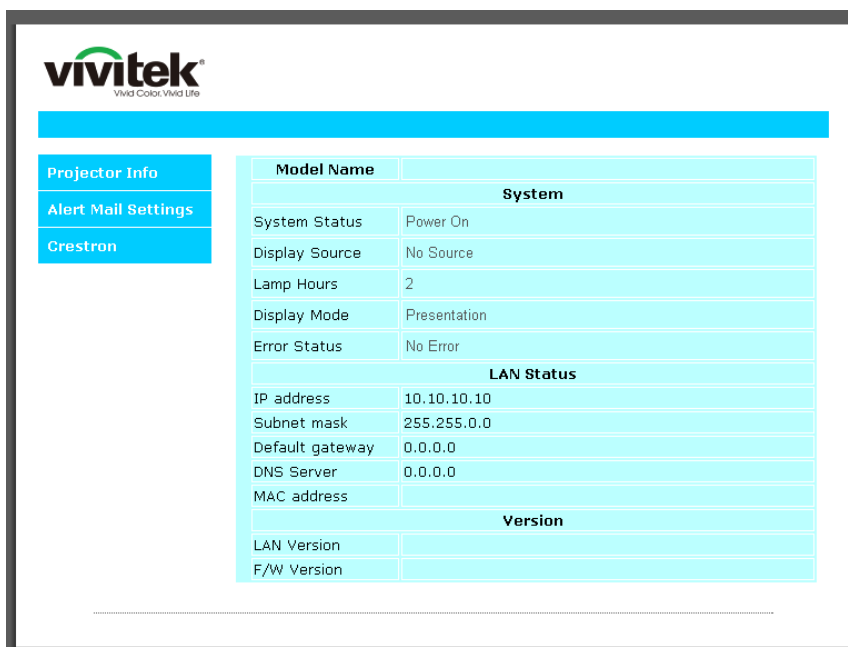 vivitek®
Vivid Color, Vivid Life
Projector Info
Alert Mail Settings
Crestron
Model Name
System
System Status Power On
Display Source No Source
Lamp Hours 2
Display Mode Presentation
Error Status No Error
LAN Status
IP address 10.10.10.10
Subnet mask 255.255.0.0
Default gateway 0.0.0.0
DNS Server 0.0.0.0
MAC address
Version
LAN Version
F/W Version